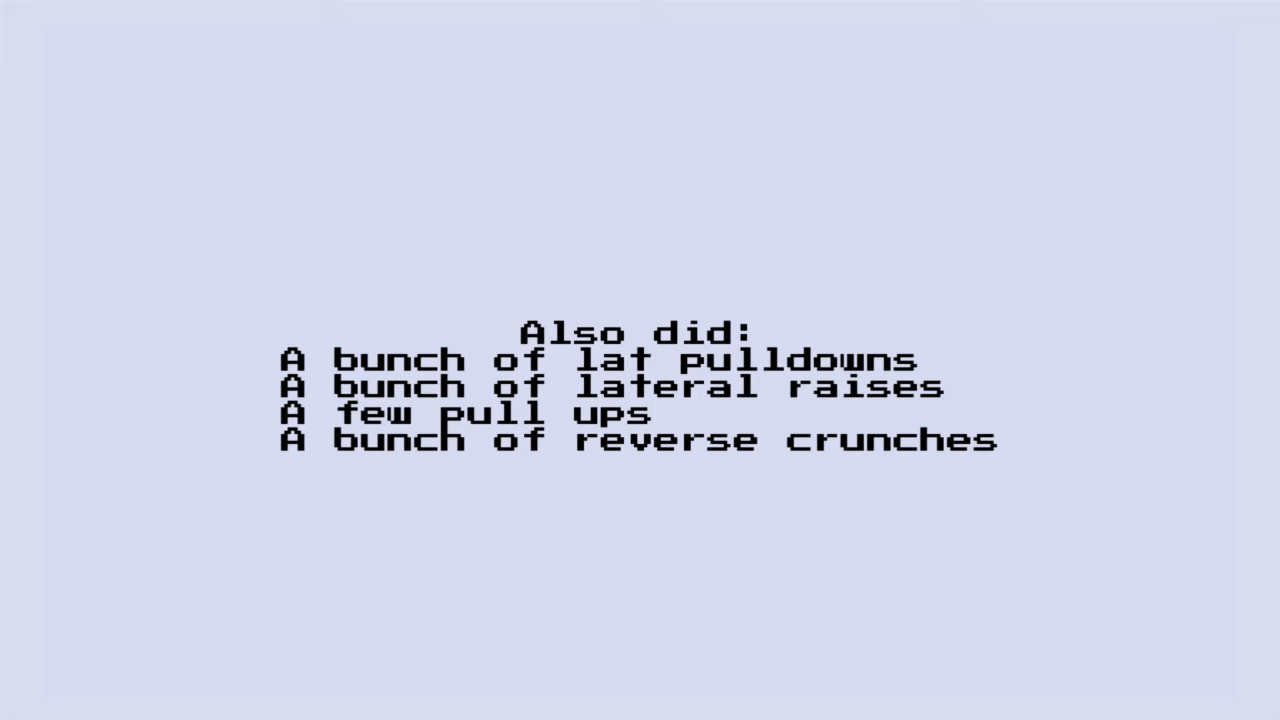 Also did:
A bunch of lat pulldowns
A bunch of lateral raises
A few pull ups
A bunch of reverse crunches